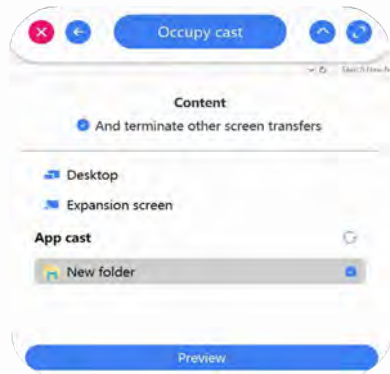 Occupy cast
Content
And terminate other screen transfers
Desktop
Expansion screen
App cast
New folder
Preview